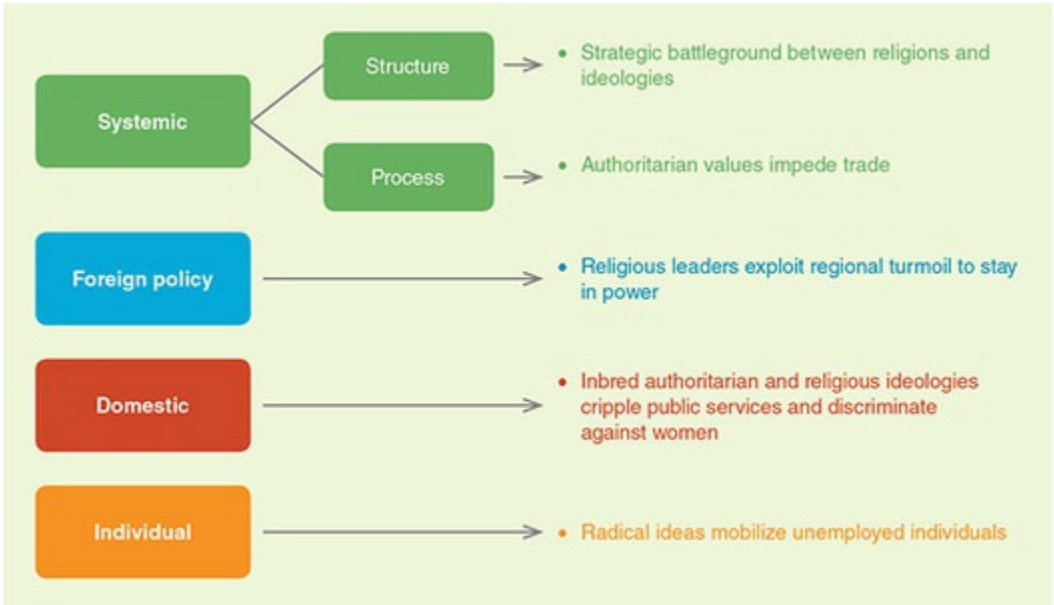 Systemic
Structure
• Strategic battleground between religions and
ideologies
Process
• Authoritarian values impede trade
Foreign policy
• Religious leaders exploit regional turmoil to stay
in power
Domestic
• Inbred authoritarian and religious ideologies
cripple public services and discriminate
against women
Individual
• Radical ideas mobilize unemployed individuals